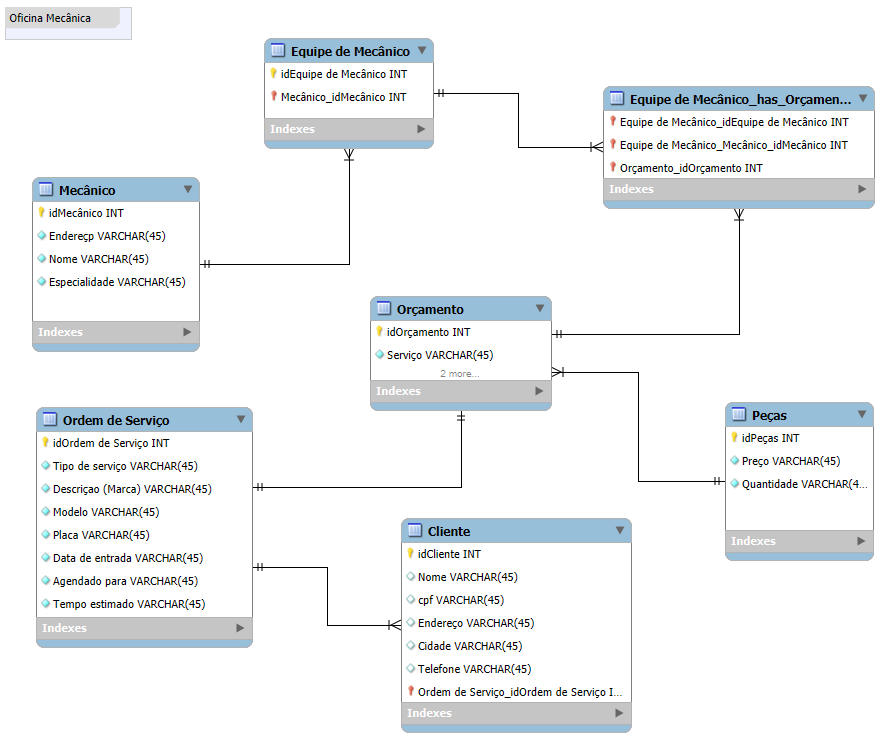 Oficina Mecânica
Equipe de Mecânico
idEquipe de Mecânico INT
Mecânico_idMecânico INT
Indexes
Equipe de Mecânico_has_Orçamen...
Equipe de Mecânico_idEquipe de Mecânico INT
Equipe de Mecânico_Mecânico_idMecânico INT
Orçamento_idOrçamento INT
Indexes
Mecânico
idMecânico INT
Endereçp VARCHAR(45)
Nome VARCHAR(45)
Especialidade VARCHAR(45)
Indexes
Orçamento
idOrçamento INT
Serviço VARCHAR(45)
2 more...
Indexes
Ordem de Serviço
idOrdem de Serviço INT
Tipo de serviço VARCHAR(45)
Descriçao (Marca) VARCHAR(45)
Modelo VARCHAR(45)
Placa VARCHAR(45)
Data de entrada VARCHAR(45)
Agendado para VARCHAR(45)
Tempo estimado VARCHAR(45)
Indexes
Peças
idPeças INT
Preço VARCHAR(45)
Quantidade VARCHAR(4...
Indexes
Cliente
idCliente INT
Nome VARCHAR(45)
cpf VARCHAR(45)
Endereço VARCHAR(45)
Cidade VARCHAR(45)
Telefone VARCHAR(45)
Ordem de Serviço_idOrdem de Serviço I...
Indexes